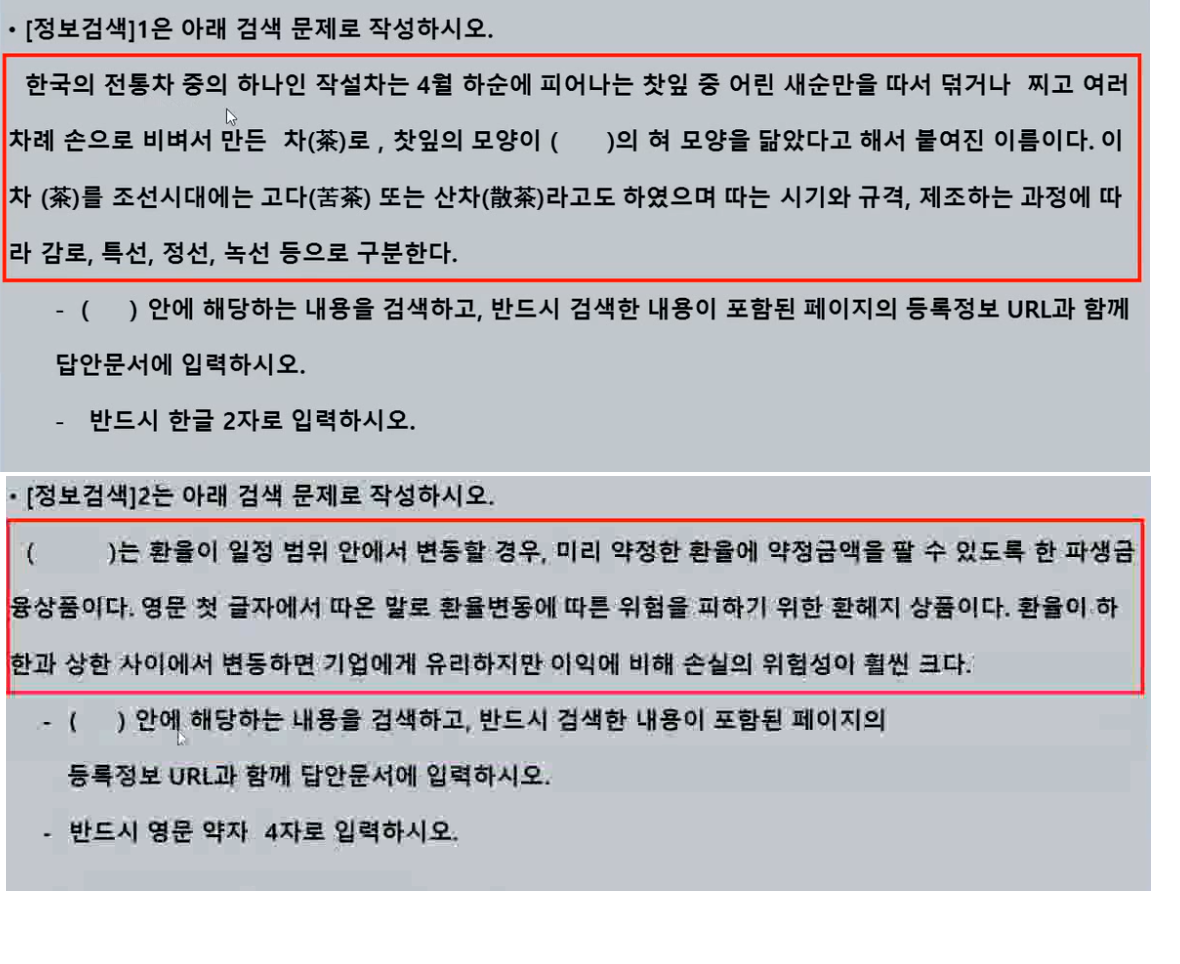 • [정보검색]1은 아래 검색 문제로 작성하시오.
한국의 전통차 중의 하나인 작설차는 4월 하순에 피어나는 찻잎 중 어린 새순만을 따서 덖거나 찌고 여러
차례 손으로 비벼서 만든 차(茶)로 , 찻잎의 모양이 ( )의 혀 모양을 닮았다고 해서 붙여진 이름이다. 이
차 (茶)를 조선시대에는 고다(苦茶) 또는 산차(散茶)라고도 하였으며 따는 시기와 규격, 제조하는 과정에 따
라 감로, 특선, 정선, 녹선 등으로 구분한다.
- ( ) 안에 해당하는 내용을 검색하고, 반드시 검색한 내용이 포함된 페이지의 등록정보 URL과 함께
답안문서에 입력하시오.
- 반드시 한글 2자로 입력하시오.
• [정보검색]2는 아래 검색 문제로 작성하시오.
( )는 환율이 일정 범위 안에서 변동할 경우, 미리 약정한 환율에 약정금액을 팔 수 있도록 한 파생금
융상품이다. 영문 첫 글자에서 따온 말로 환율변동에 따른 위험을 피하기 위한 환헤지 상품이다. 환율이 하
한과 상한 사이에서 변동하면 기업에게 유리하지만 이익에 비해 손실의 위험성이 훨씬 크다.
- ( ) 안에 해당하는 내용을 검색하고, 반드시 검색한 내용이 포함된 페이지의
등록정보 URL과 함께 답안문서에 입력하시오.
- 반드시 영문 약자 4자로 입력하시오.